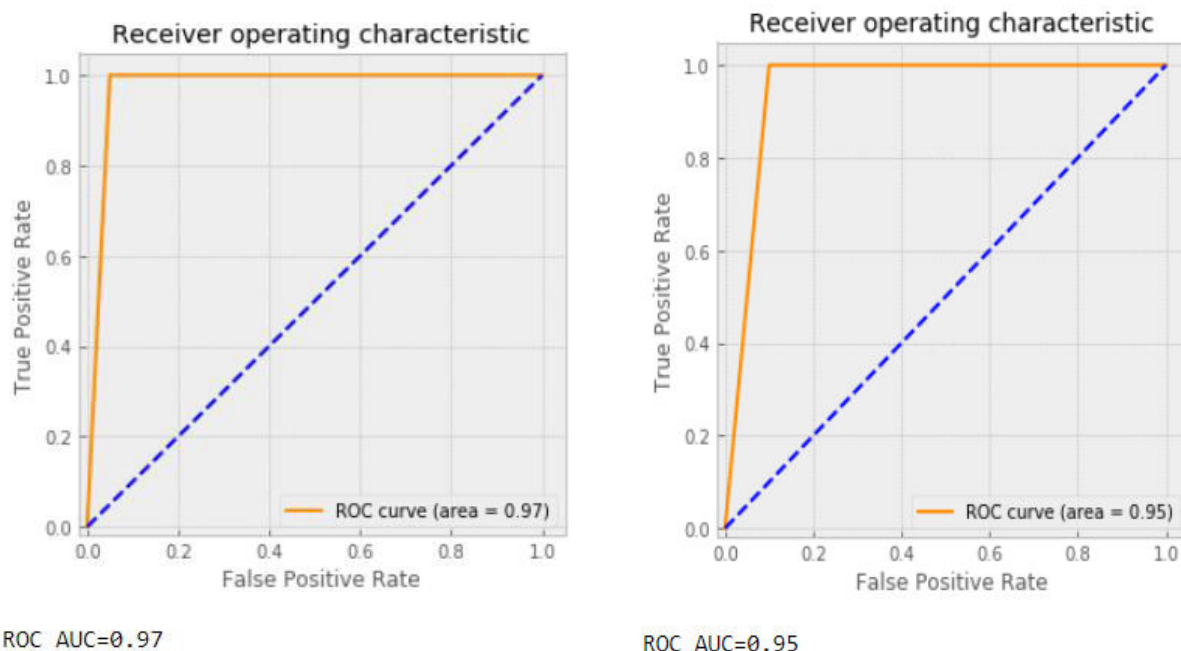 Receiver operating characteristic
1.0
0.8
0.6
0.4
0.2
0.0
True Positive Rate
ROC curve (area = 0.97)
0.0 0.2 0.4 0.6 0.8 1.0
False Positive Rate
ROC AUC=0.97
Receiver operating characteristic
1.0
0.8
0.6
0.4
0.2
0.0
True Positive Rate
ROC curve (area = 0.95)
0.0 0.2 0.4 0.6 0.8 1.0
False Positive Rate
ROC AUC=0.95